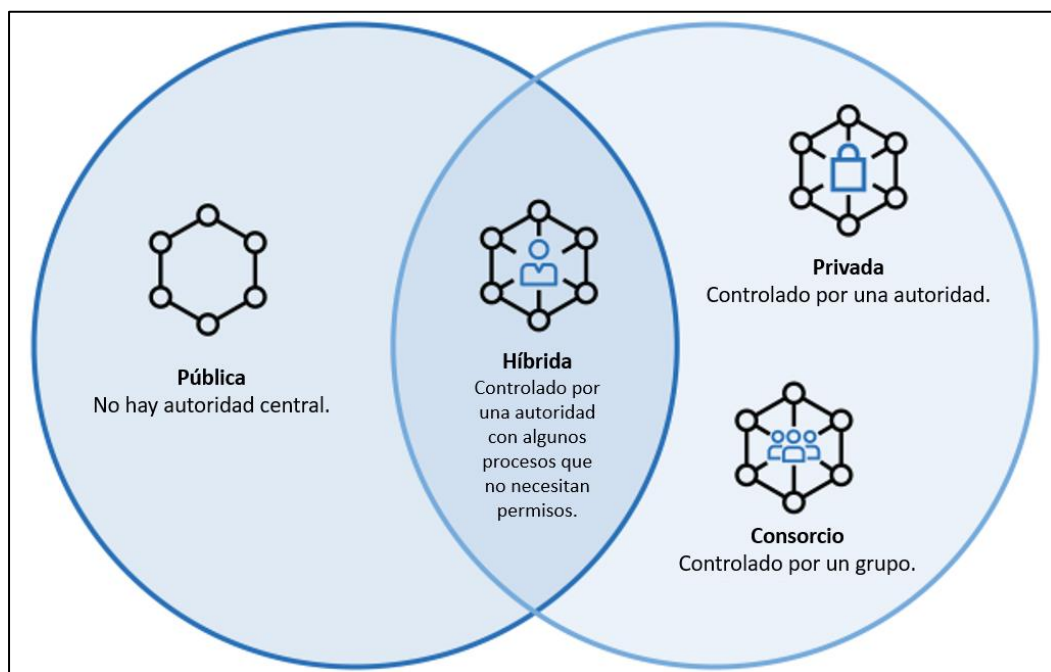 Pública
No hay autoridad central.
Híbrida
Controlado por
una autoridad
con algunos
procesos que
no necesitan
permisos.
Privada
Controlado por una autoridad.
Consorcio
Controlado por un grupo.